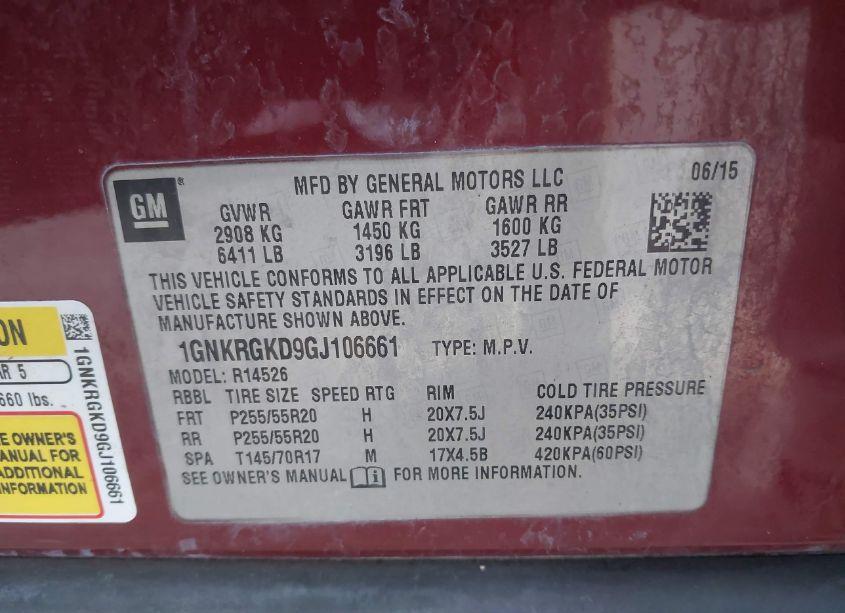 MFD BY GENERAL MOTORS LLC
06/15
GM®
GVWR GAWR FRT GAWR RR
2908 KG 1450 KG 1600 KG
6411 LB 3196 LB 3527 LB
THIS VEHICLE CONFORMS TO ALL APPLICABLE U.S. FEDERAL MOTOR
VEHICLE SAFETY STANDARDS IN EFFECT ON THE DATE OF
MANUFACTURE SHOWN ABOVE.
1GNKRGKD9GJ106661 TYPE: M.P.V.
MODEL: R14526
RBBL TIRE SIZE SPEED RTG RIM COLD TIRE PRESSURE
FRT P255/55R20 H 20X7.5J 240KPA(35PSI)
RR P255/55R20 H 20X7.5J 240KPA(35PSI)
SPA T145/70R17 M 17X4.5B 420KPA(60PSI)
SEE OWNER'S MANUAL FOR MORE INFORMATION.
ON
AR 5
660 lbs.
E OWNER'S
MANUAL FOR
ADDITIONAL
INFORMATION
1GNKRGKD9GJ106661